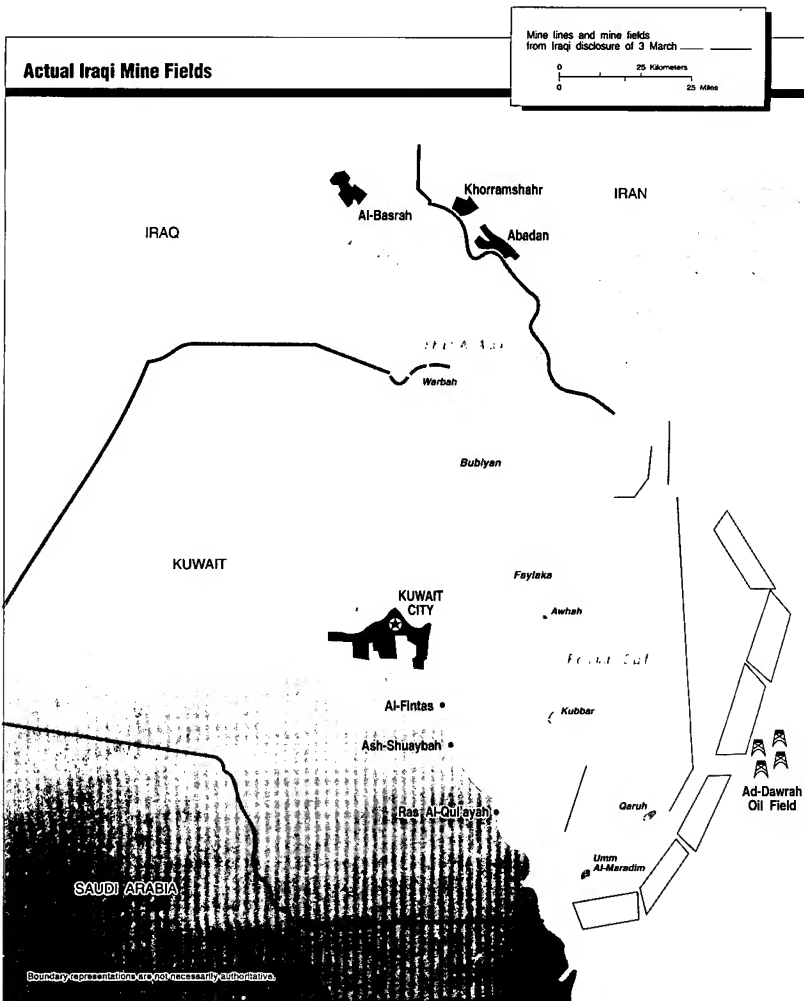 Mine lines and mine fields
from Iraqi disclosure of 3 March
0 25 Kilometers
0 25 Miles
Actual Iraqi Mine Fields
Khorramshahr
IRAN
Al-Basrah
Abadan
IRAQ
Warbah
Bubiyan
KUWAIT
Faylaka
KUWAIT
CITY
Awhah
Al-Fintas
Kubbar
Ash-Shuaybah
Ad-Dawrah
Oil Field
Qaruh
Ras Al-Qul'ayah
Umm
Al-Maradim
SAUDI ARABIA
Boundary representations are not necessarily authoritative.